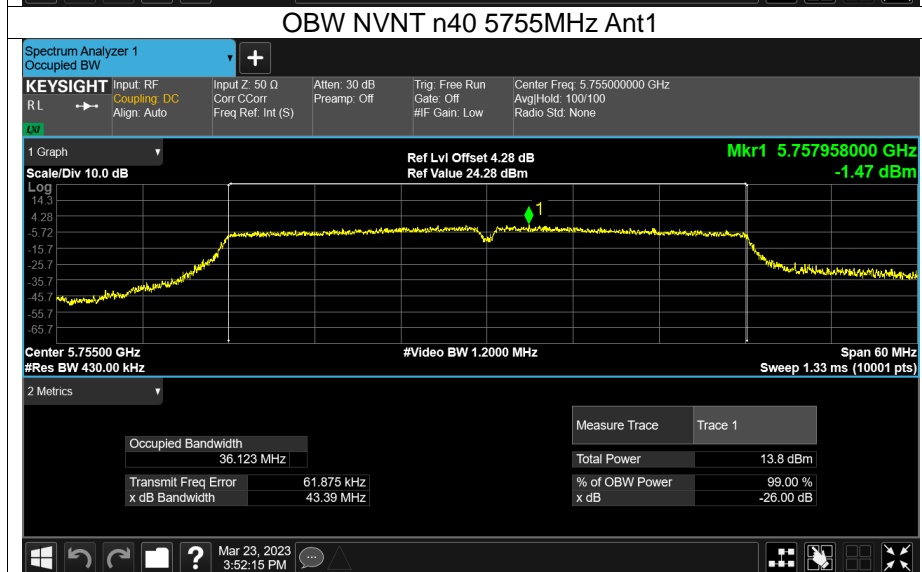 OBW NVNT n40 5755MHz Ant1
Spectrum Analyzer 1
Occupied BW
+
KEYSIGHT
R L
LXI
Input: RF
Coupling: DC
Align: Auto
Input Z: 50 Ω
Corr CCorr
Freq Ref: Int (S)
Atten: 30 dB
Preamp: Off
Trig: Free Run
Gate: Off
#IF Gain: Low
Center Freq: 5.755000000 GHz
Avg|Hold: 100/100
Radio Std: None
1 Graph
Scale/Div 10.0 dB
Ref Lvl Offset 4.28 dB
Ref Value 24.28 dBm
Mkr1 5.757958000 GHz
-1.47 dBm
Log
14.3
4.28
-5.72
-15.7
-25.7
-35.7
-45.7
-55.7
-65.7
1
Center 5.75500 GHz
#Video BW 1.2000 MHz
Span 60 MHz
#Res BW 430.00 kHz
Sweep 1.33 ms (10001 pts)
2 Metrics
Measure Trace Trace 1
Occupied Bandwidth
36.123 MHz
Total Power 13.8 dBm
Transmit Freq Error 61.875 kHz
% of OBW Power 99.00 %
x dB Bandwidth 43.39 MHz
x dB -26.00 dB
?
Mar 23, 2023
3:52:15 PM